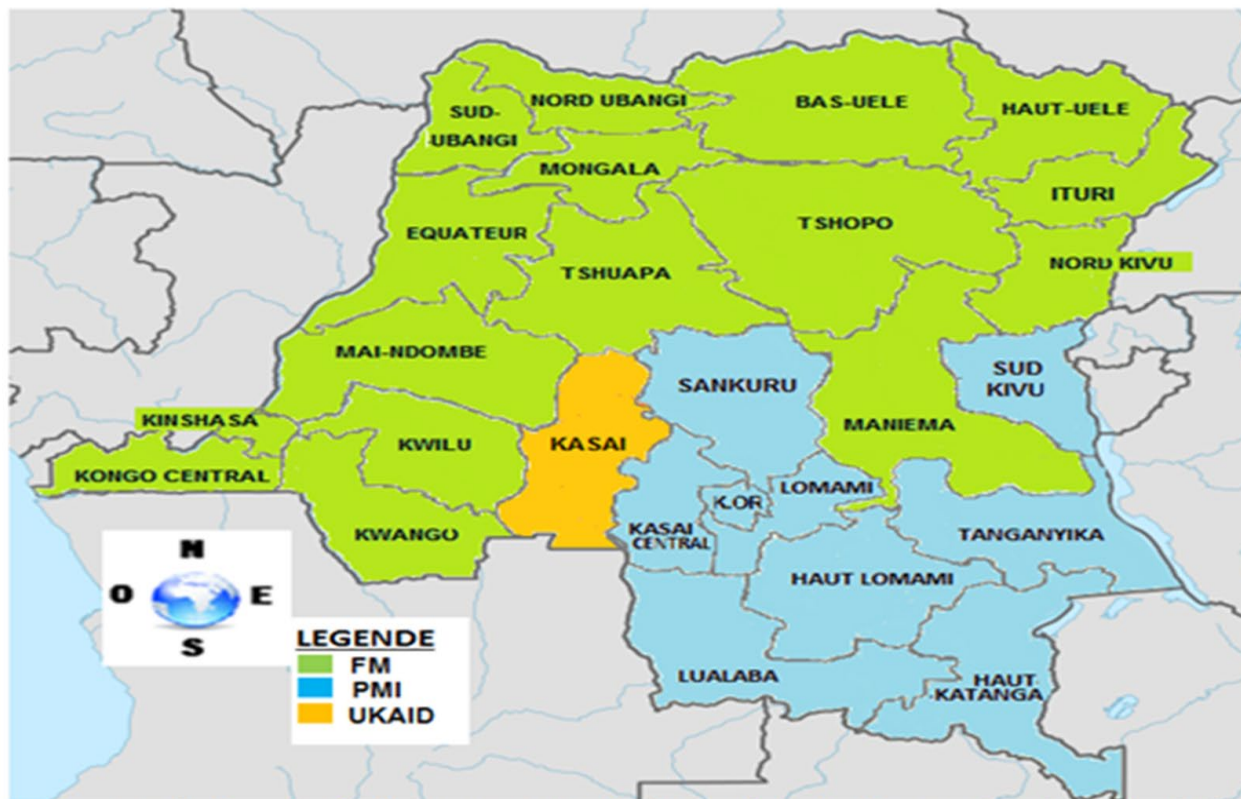 NORD UBANGI
BAS-UELE
HAUT-UELE
SUD-
UBANGI
MONGALA
ITURI
EQUATEUR
TSHOPO
TSHUAPA
NORD KIVU
MAI-NDOMBE
SANKURU
SUD
KIVU
KINSHASA
KWILU
KASAI
MANIEMA
KONGO CENTRAL
LOMAMI
K.OR
KASAI
CENTRAL
TANGANYIKA
KWANGO
HAUT LOMAMI
LUALABA
HAUT-
KATANGA
N
O E
S
LEGENDE
FM
PMI
UKAID